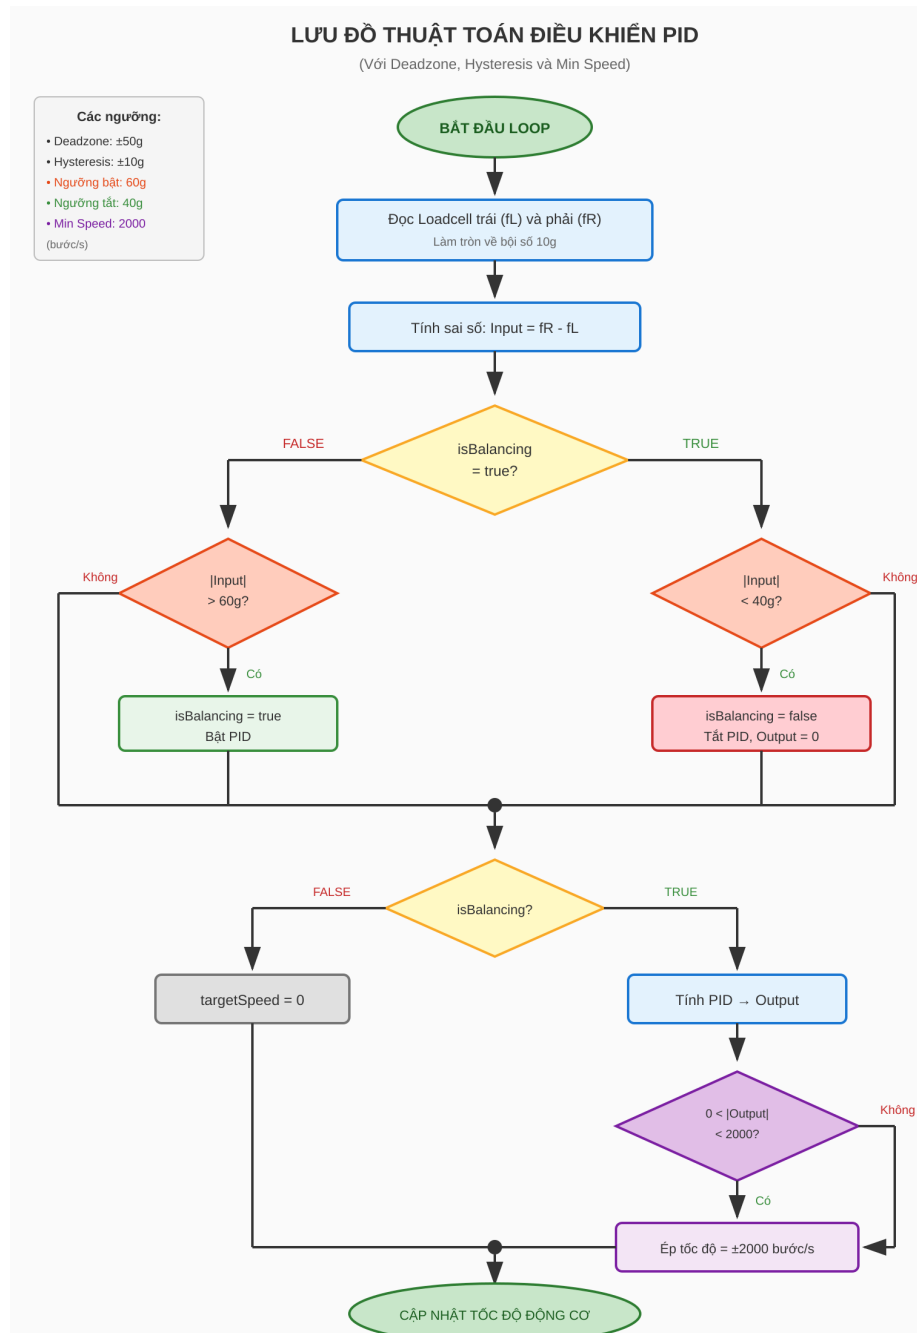 LƯU ĐỒ THUẬT TOÁN ĐIỀU KHIỂN PID
(Với Deadzone, Hysteresis và Min Speed)
Các ngưỡng:
• Deadzone: ±50g
• Hysteresis: ±10g
• Ngưỡng bật: 60g
• Ngưỡng tắt: 40g
• Min Speed: 2000
(bước/s)
BẮT ĐẦU LOOP
Đọc Loadcell trái (fL) và phải (fR)
Làm tròn về bội số 10g
Tính sai số: Input = fR - fL
isBalancing
= true?
FALSE
TRUE
|Input|
> 60g?
Không
Có
isBalancing = true
Bật PID
|Input|
< 40g?
Không
Có
isBalancing = false
Tắt PID, Output = 0
isBalancing?
FALSE
TRUE
targetSpeed = 0
Tính PID → Output
0 < |Output|
< 2000?
Không
Có
Ép tốc độ = ±2000 bước/s
CẬP NHẬT TỐC ĐỘ ĐỘNG CƠ